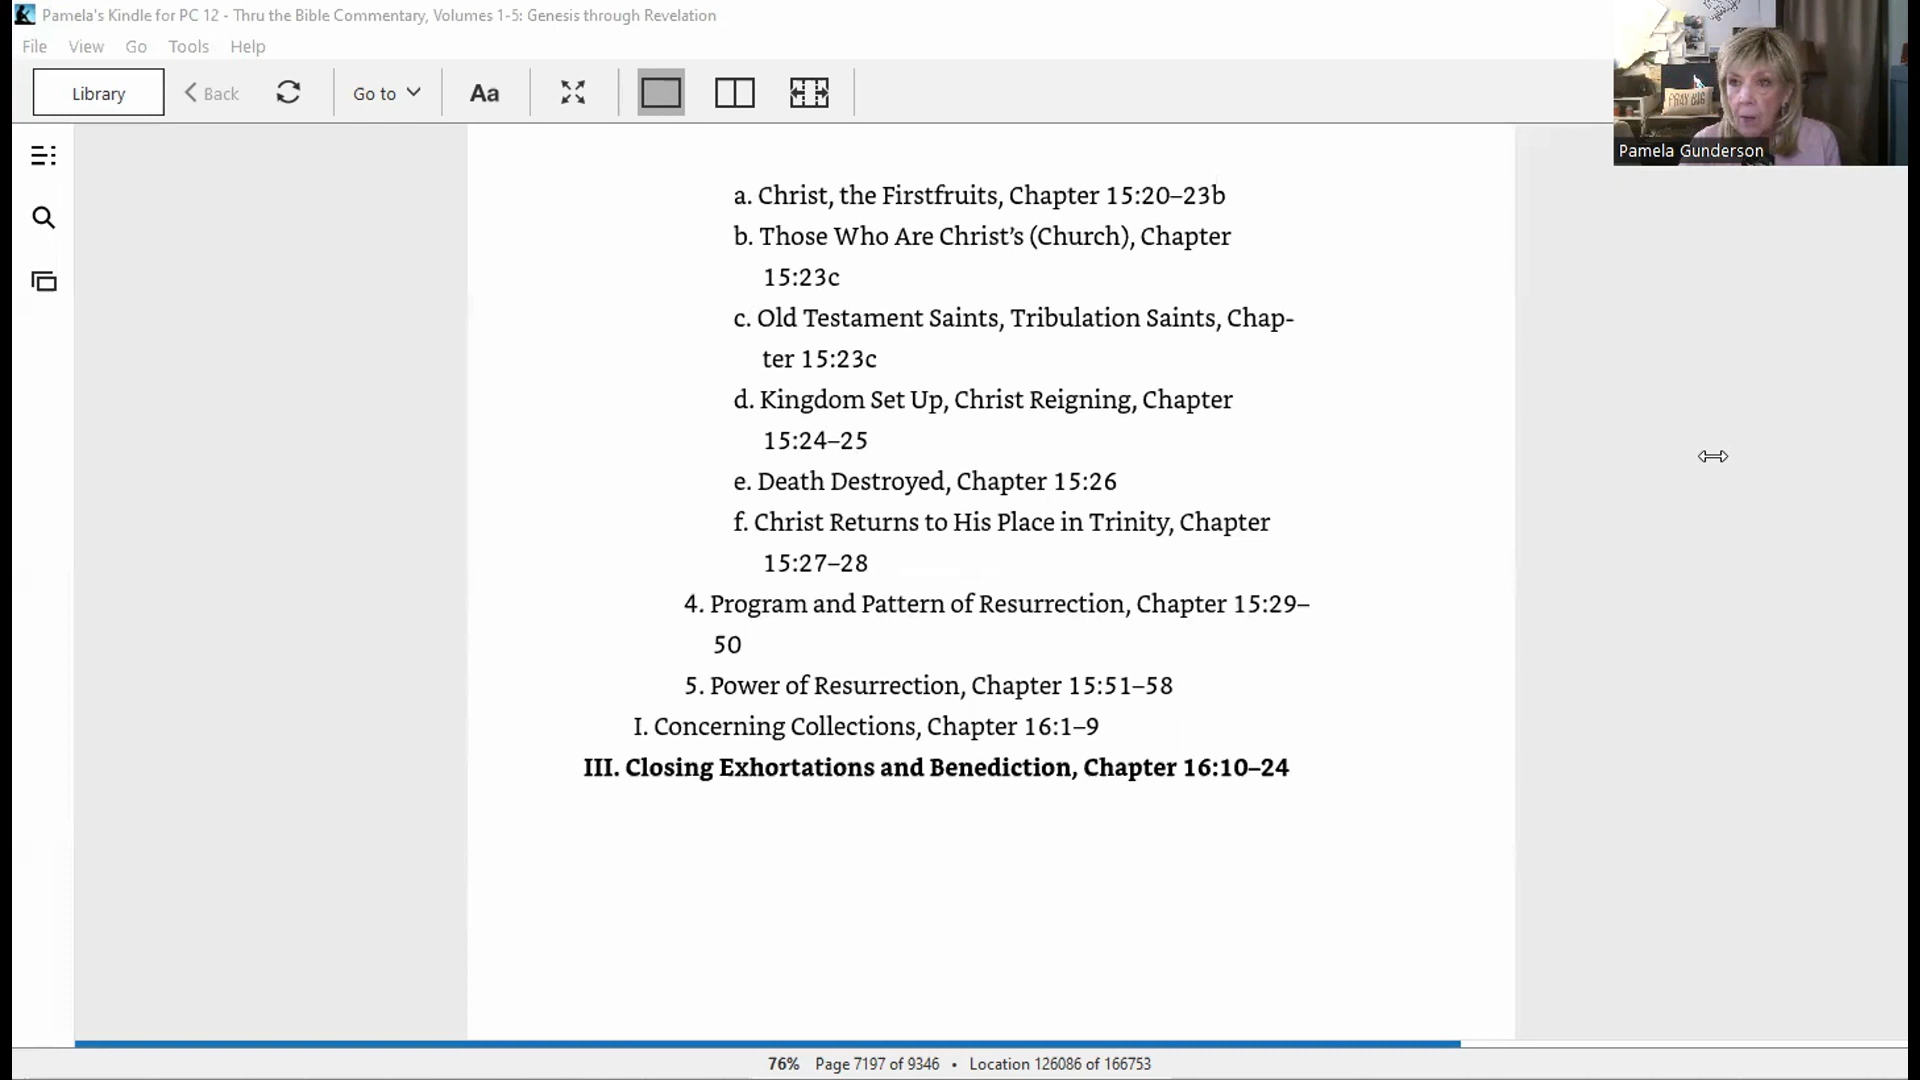 Pamela's Kindle for PC 12 - Thru the Bible Commentary, Volumes 1-5: Genesis through Revelation
File View Go Tools Help
Library Back Go to Aa
PRAY BIG
Pamela Gunderson
a. Christ, the Firstfruits, Chapter 15:20–23b
b. Those Who Are Christ’s (Church), Chapter
15:23c
c. Old Testament Saints, Tribulation Saints, Chap-
ter 15:23c
d. Kingdom Set Up, Christ Reigning, Chapter
15:24–25
e. Death Destroyed, Chapter 15:26
f. Christ Returns to His Place in Trinity, Chapter
15:27–28
4. Program and Pattern of Resurrection, Chapter 15:29–
50
5. Power of Resurrection, Chapter 15:51–58
I. Concerning Collections, Chapter 16:1–9
III. Closing Exhortations and Benediction, Chapter 16:10–24
76% Page 7197 of 9346 • Location 126086 of 166753